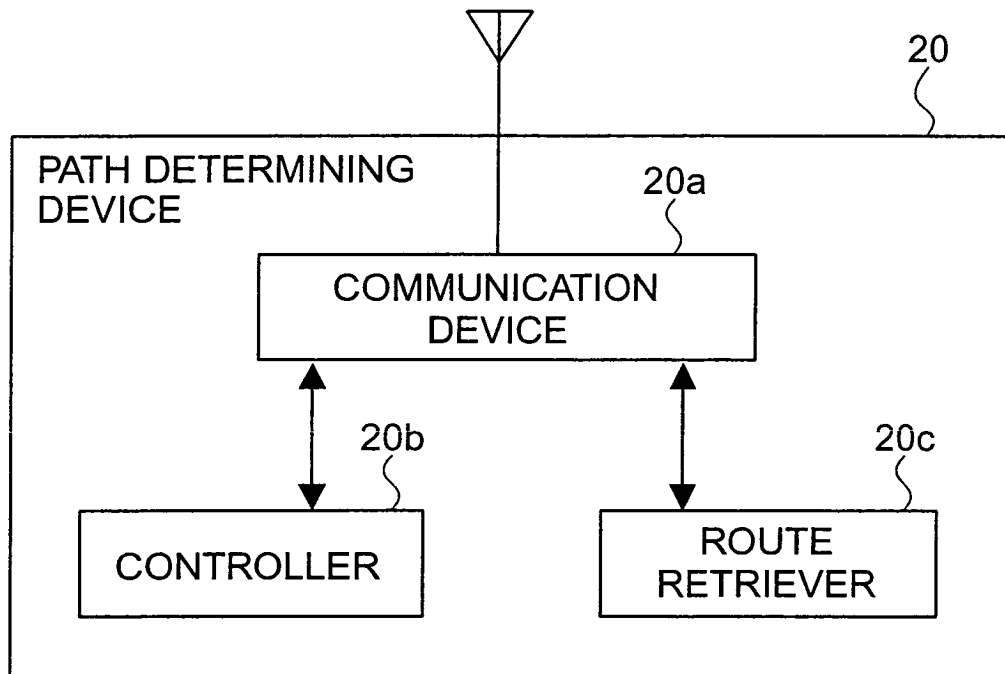 20
PATH DETERMINING
DEVICE
20a
COMMUNICATION
DEVICE
20b
20c
CONTROLLER
ROUTE
RETRIEVER